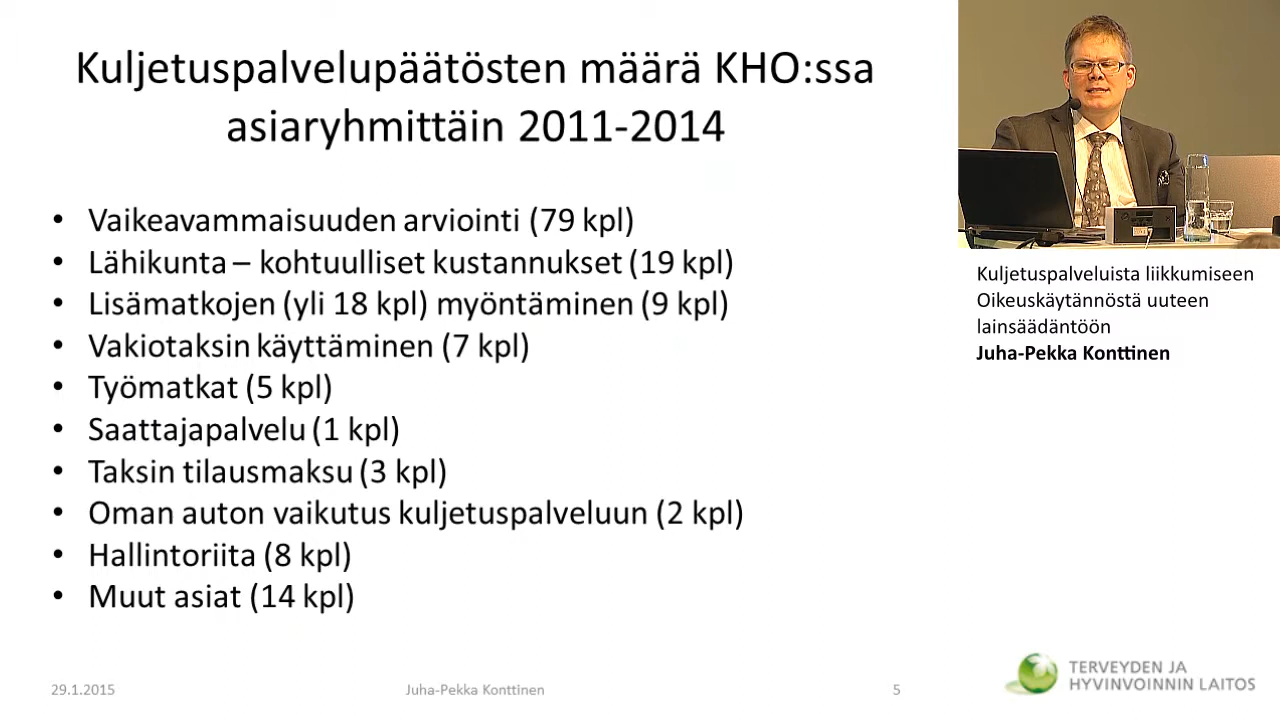 Kuljetuspalvelupäätösten määrä KHO:ssa
asiaryhmittäin 2011-2014
• Vaikeavammaisuuden arviointi (79 kpl)
• Lähikunta – kohtuulliset kustannukset (19 kpl)
• Lisämatkojen (yli 18 kpl) myöntäminen (9 kpl)
• Vakiotaksin käyttäminen (7 kpl)
• Työmatkat (5 kpl)
• Saattajapalvelu (1 kpl)
• Taksin tilausmaksu (3 kpl)
• Oman auton vaikutus kuljetuspalveluun (2 kpl)
• Hallintoriita (8 kpl)
• Muut asiat (14 kpl)
Kuljetuspalveluista liikkumiseen
Oikeuskäytännöstä uuteen
lainsäädäntöön
Juha-Pekka Konttinen
29.1.2015
Juha-Pekka Konttinen
5
TERVEYDEN JA
HYVINVOINNIN LAITOS